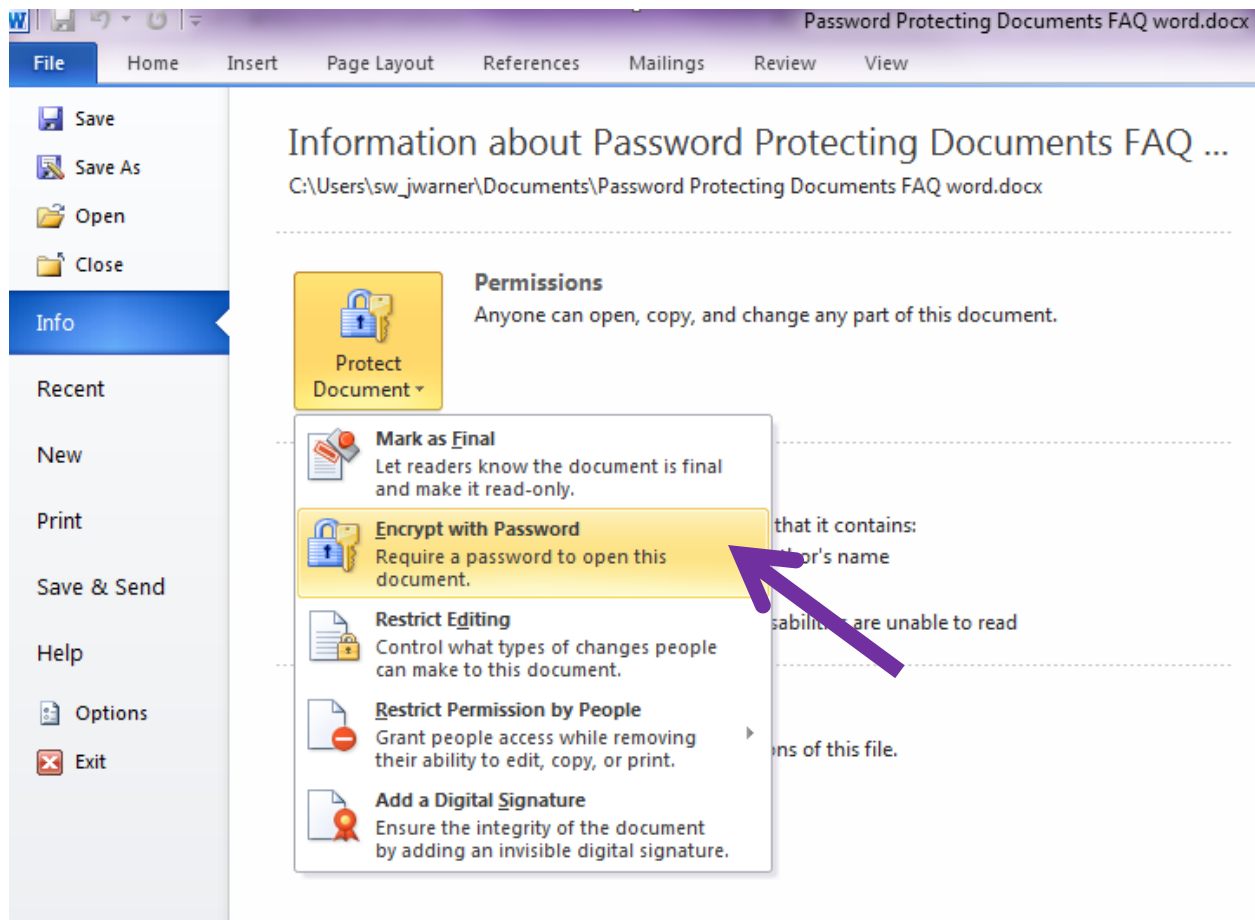 W
Password Protecting Documents FAQ word.docx
File Home Insert Page Layout References Mailings Review View
Save
Save As
Open
Close
Info
Recent
New
Print
Save & Send
Help
Options
Exit
Information about Password Protecting Documents FAQ ...
C:\Users\sw_jwarner\Documents\Password Protecting Documents FAQ word.docx
Permissions
Anyone can open, copy, and change any part of this document.
Protect
Document
Mark as Final
Let readers know the document is final
and make it read-only.
Encrypt with Password
Require a password to open this
document.
Restrict Editing
Control what types of changes people
can make to this document.
Restrict Permission by People
Grant people access while removing
their ability to edit, copy, or print.
Add a Digital Signature
Ensure the integrity of the document
by adding an invisible digital signature.
that it contains:
name
are unable to read
of this file.